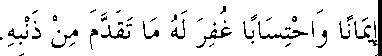 إِيمَانًا وَاحْتِسَابًا غُفِرَ لَهُ مَا تَقَدَّمَ مِنْ ذَنْبِهِ.